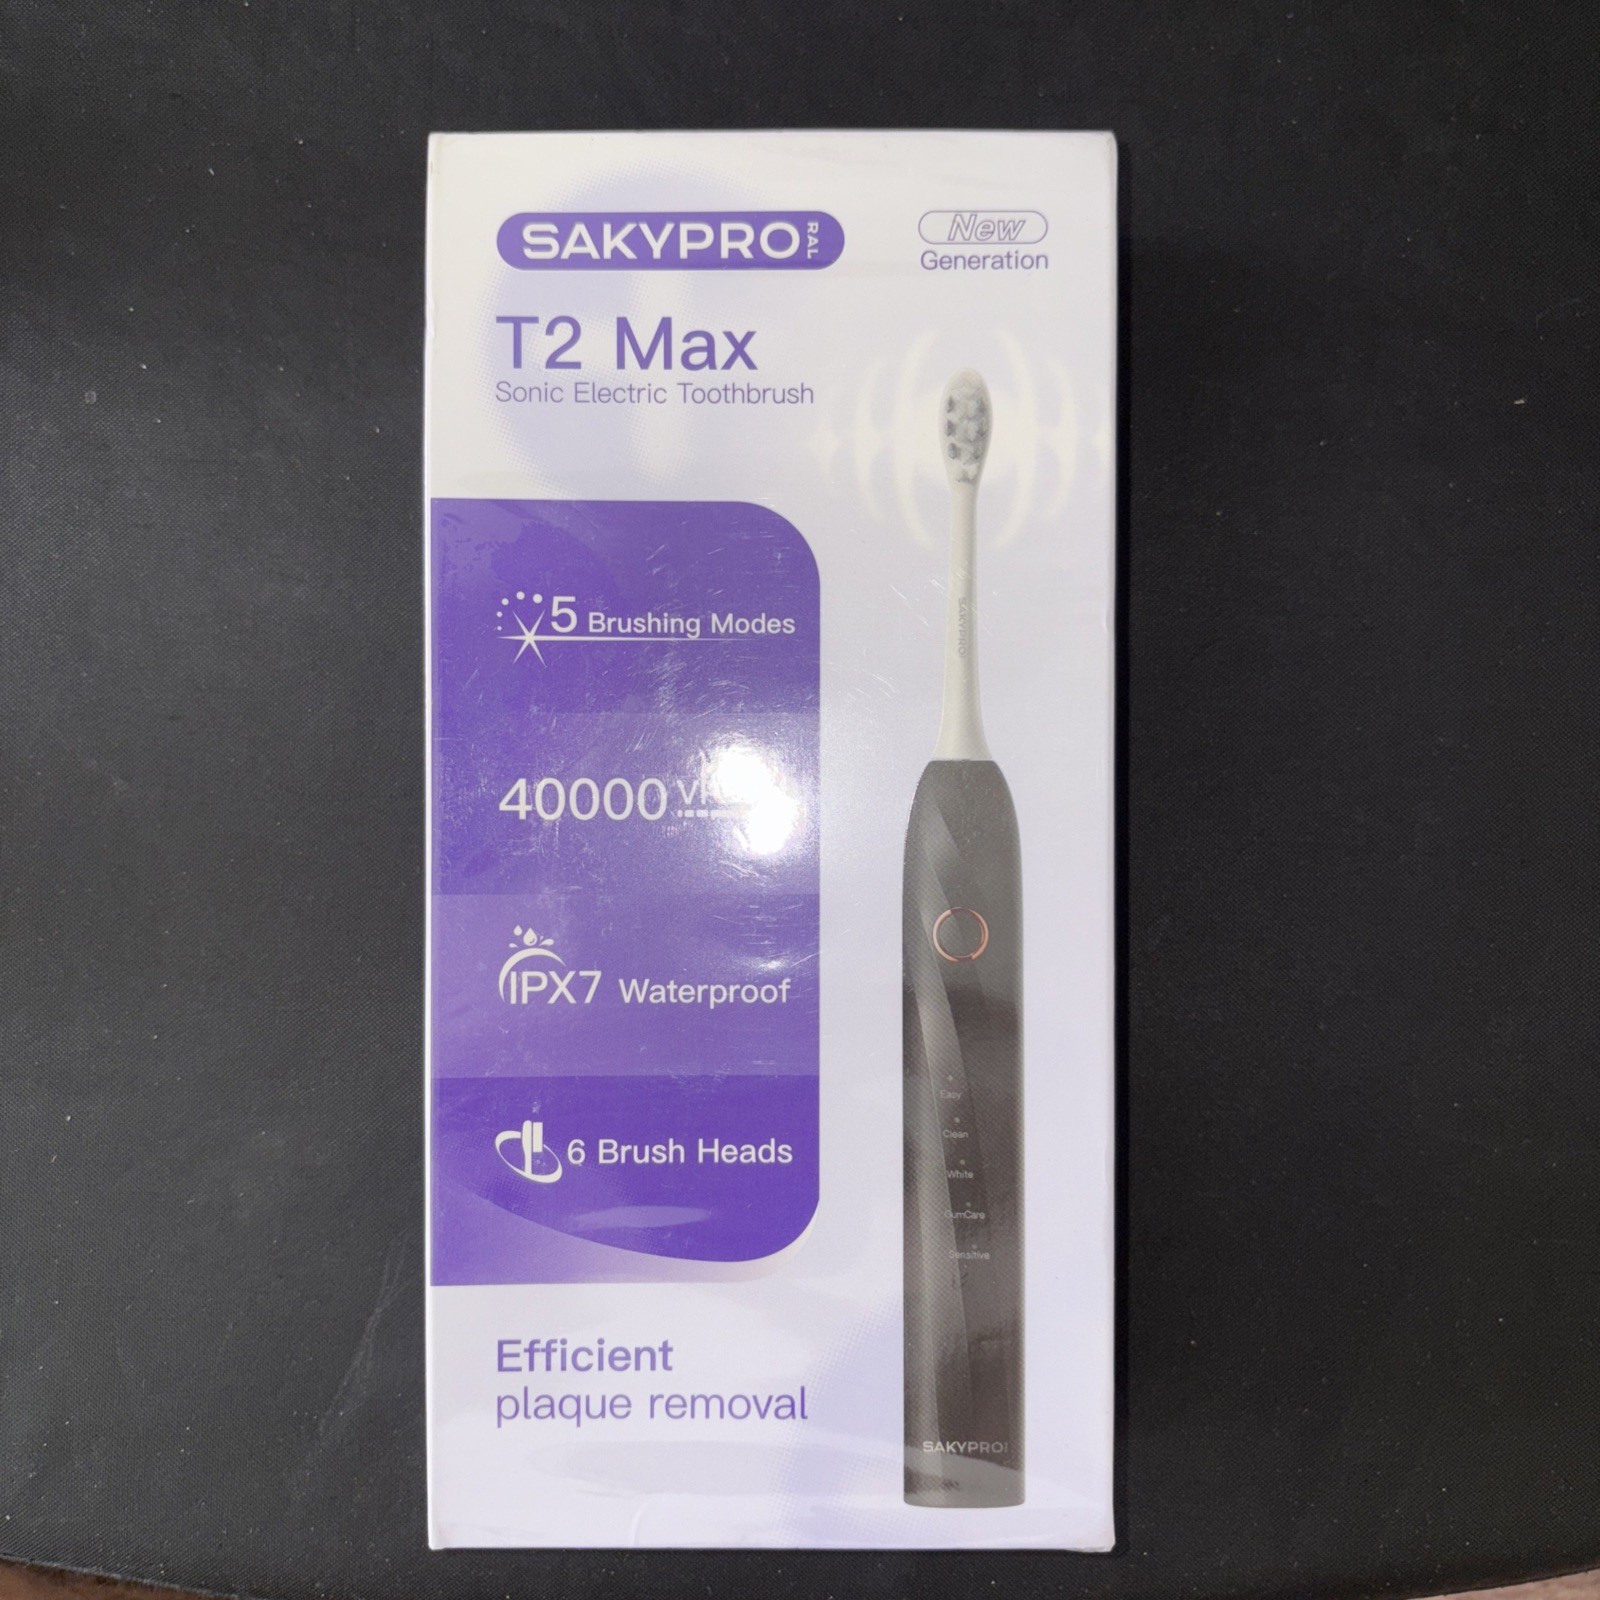 SAKYPRO RAL
New
Generation
T2 Max
Sonic Electric Toothbrush
5 Brushing Modes
40000
IPX7 Waterproof
6 Brush Heads
Efficient
plaque removal
SAKYPRO
Easy
Clean
White
GumCare
Sensitive
SAKYPRO